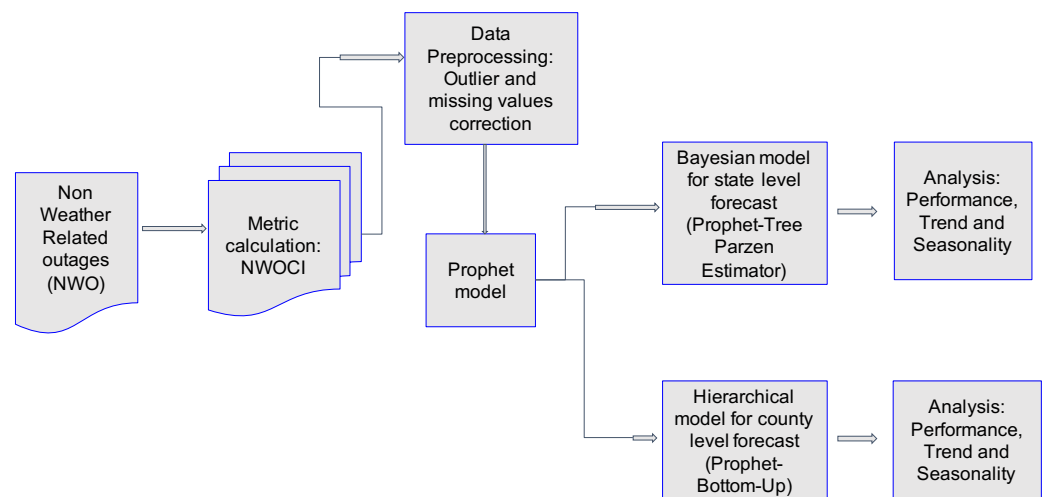 Non
Weather
Related
outages
(NWO)
Metric
calculation:
NWOCI
Data
Preprocessing:
Outlier and
missing values
correction
Prophet
model
Bayesian model
for state level
forecast
(Prophet-Tree
Parzen
Estimator)
Analysis:
Performance,
Trend and
Seasonality
Hierarchical
model for county
level forecast
(Prophet-
Bottom-Up)
Analysis:
Performance,
Trend and
Seasonality